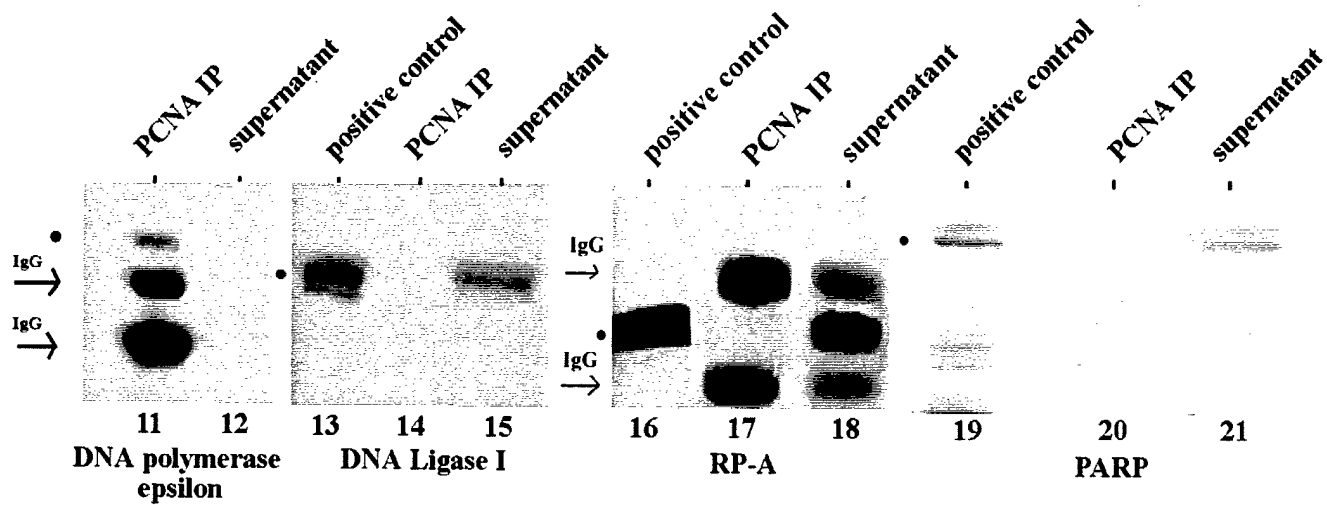 PCNA IP
supernatant
positive control
PCNA IP
supernatant
positive control
PCNA IP
supernatant
positive control
PCNA IP
supernatant
IgG
IgG
IgG
IgG
11 12 13 14 15 16 17 18 19 20 21
DNA polymerase
epsilon
DNA Ligase I
RP-A
PARP